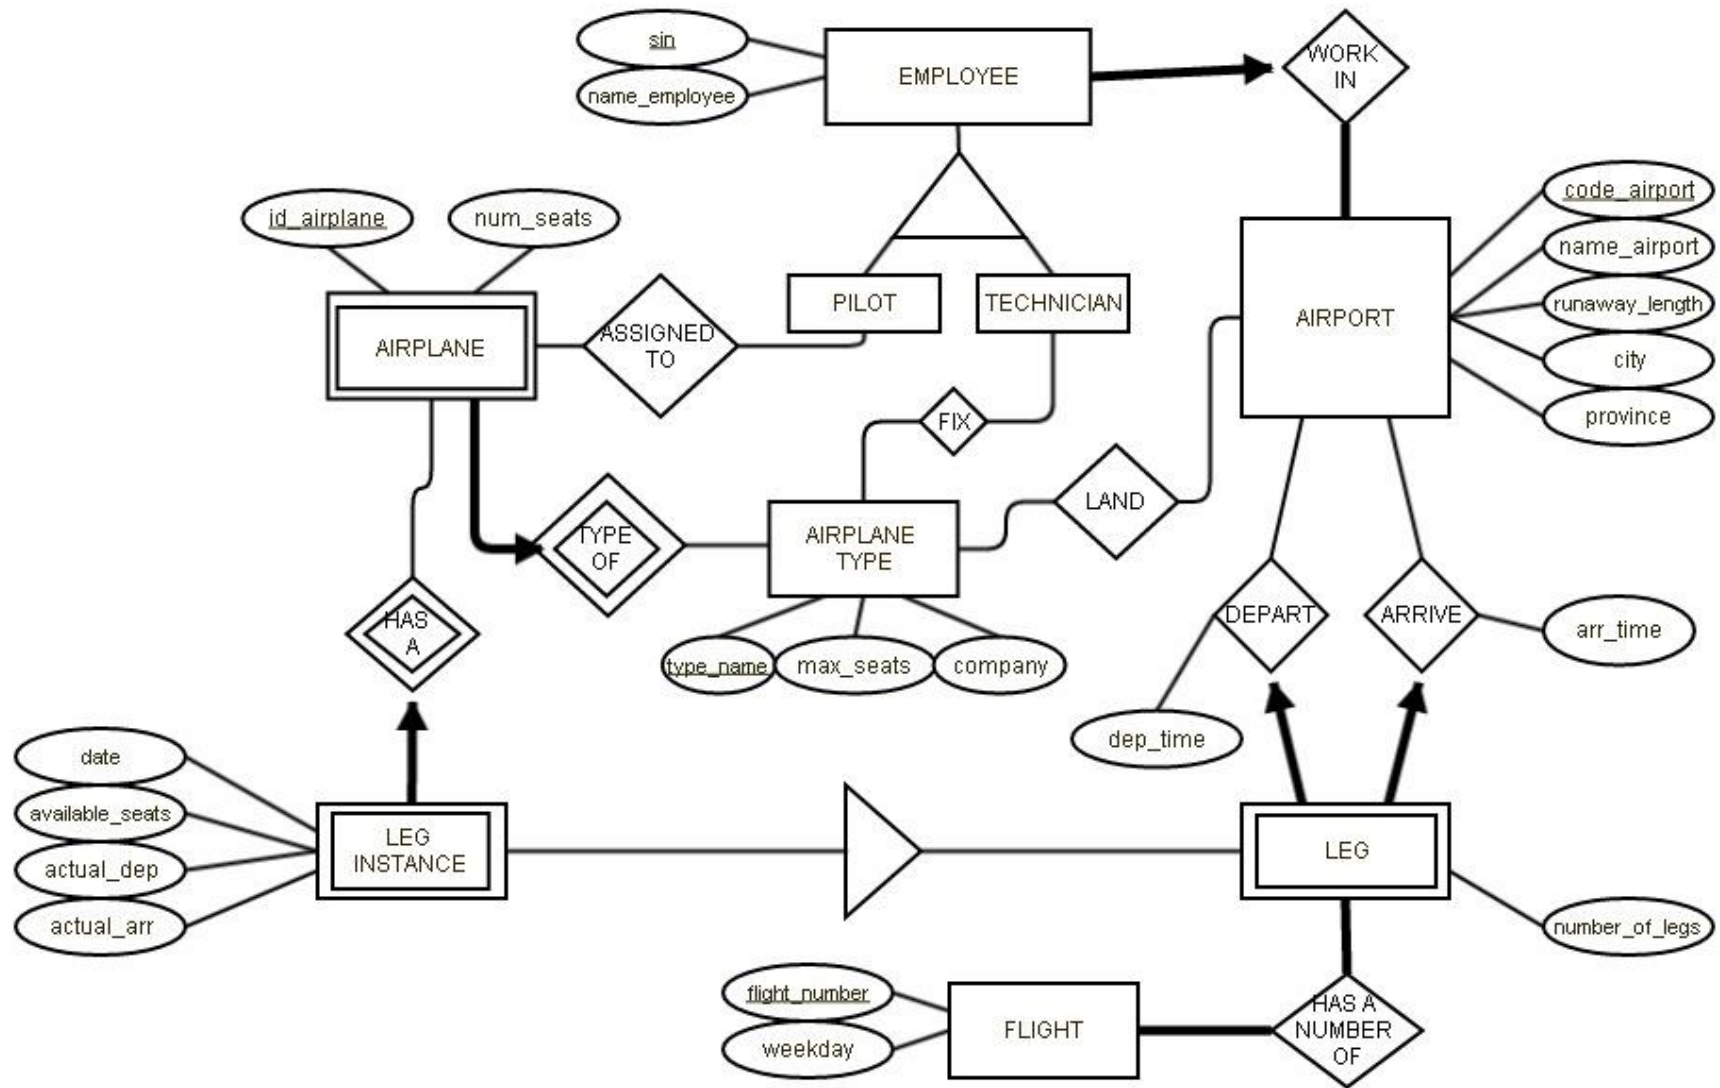 sin
name_employee
EMPLOYEE
WORK
IN
id_airplane
num_seats
code_airport
name_airport
runaway_length
city
province
AIRPLANE
ASSIGNED
TO
PILOT
TECHNICIAN
AIRPORT
FIX
LAND
TYPE
OF
AIRPLANE
TYPE
HAS
A
type_name
max_seats
company
DEPART
ARRIVE
arr_time
dep_time
date
available_seats
actual_dep
actual_arr
LEG
INSTANCE
LEG
number_of_legs
flight_number
weekday
FLIGHT
HAS A
NUMBER
OF